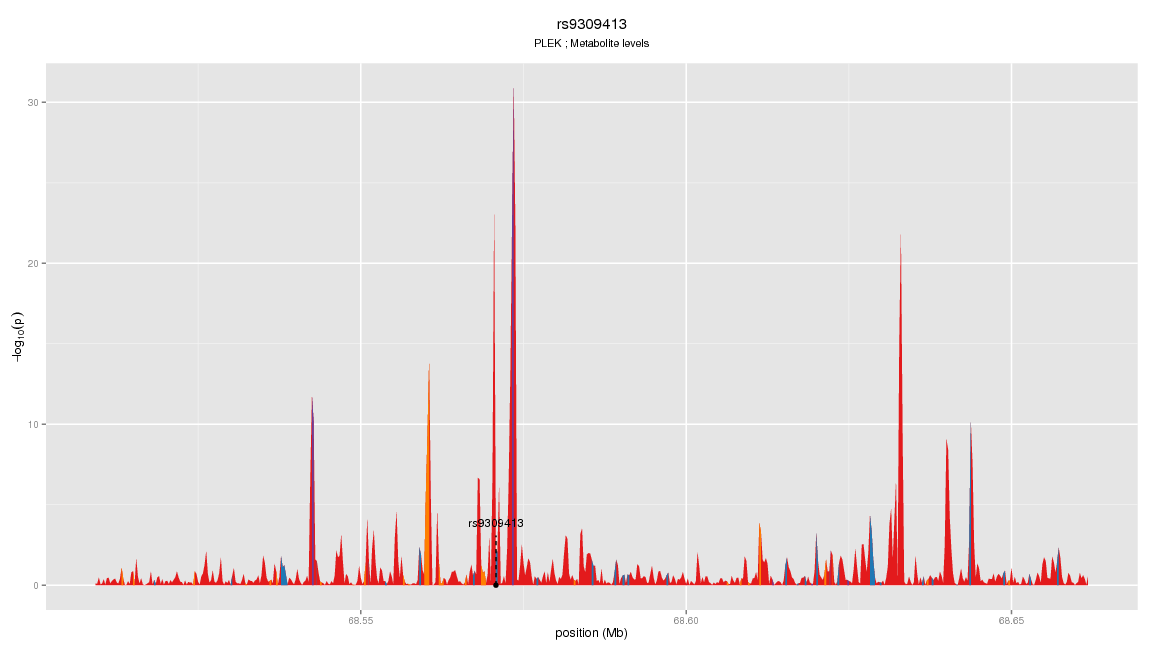 rs9309413
PLEK ; Metabolite levels
30
20
10
0
−log10(p)
rs9309413
68.55
68.60
68.65
position (Mb)